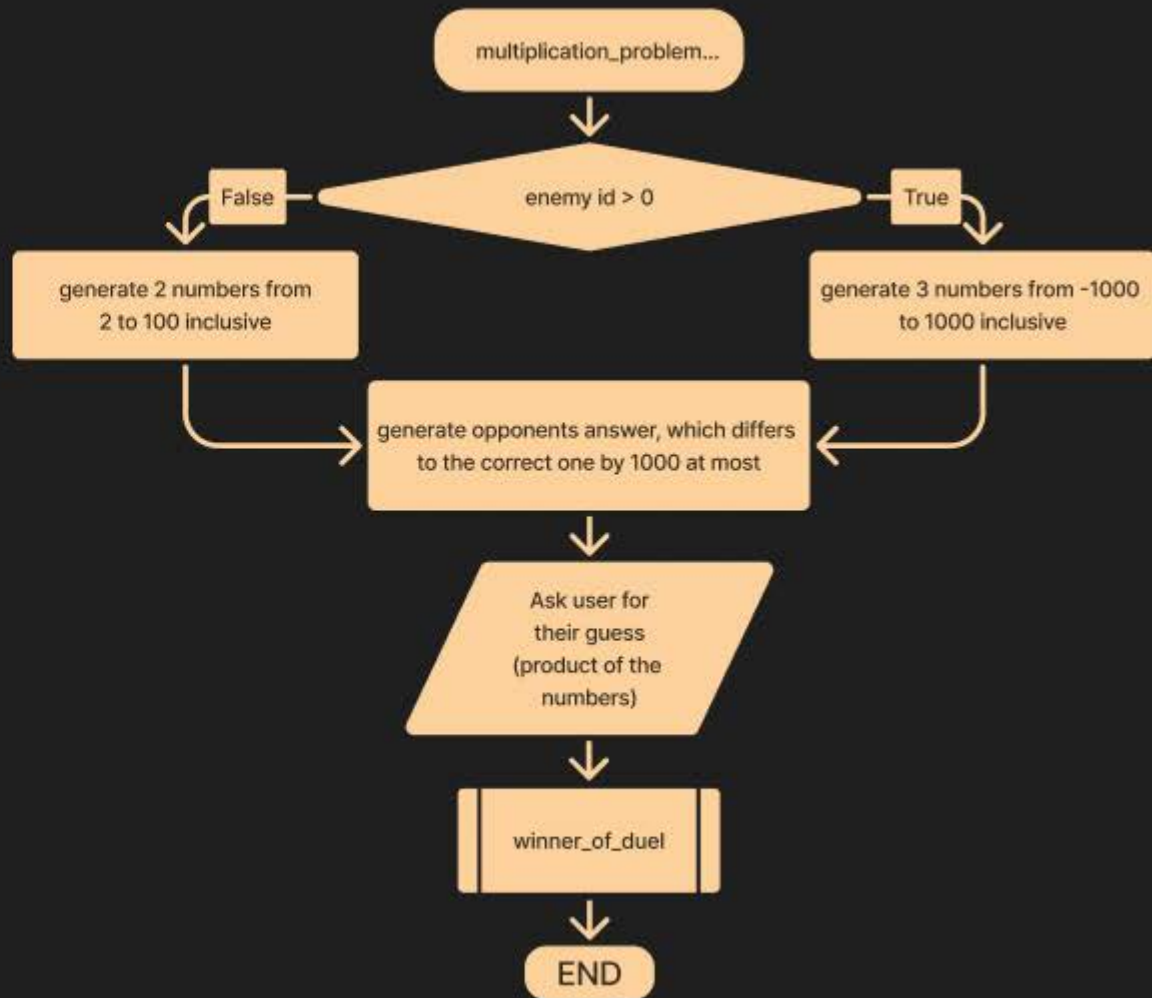 multiplication_problem...
enemy id > 0
False
True
generate 2 numbers from
2 to 100 inclusive
generate 3 numbers from -1000
to 1000 inclusive
generate opponents answer, which differs
to the correct one by 1000 at most
Ask user for
their guess
(product of the
numbers)
winner_of_duel
END